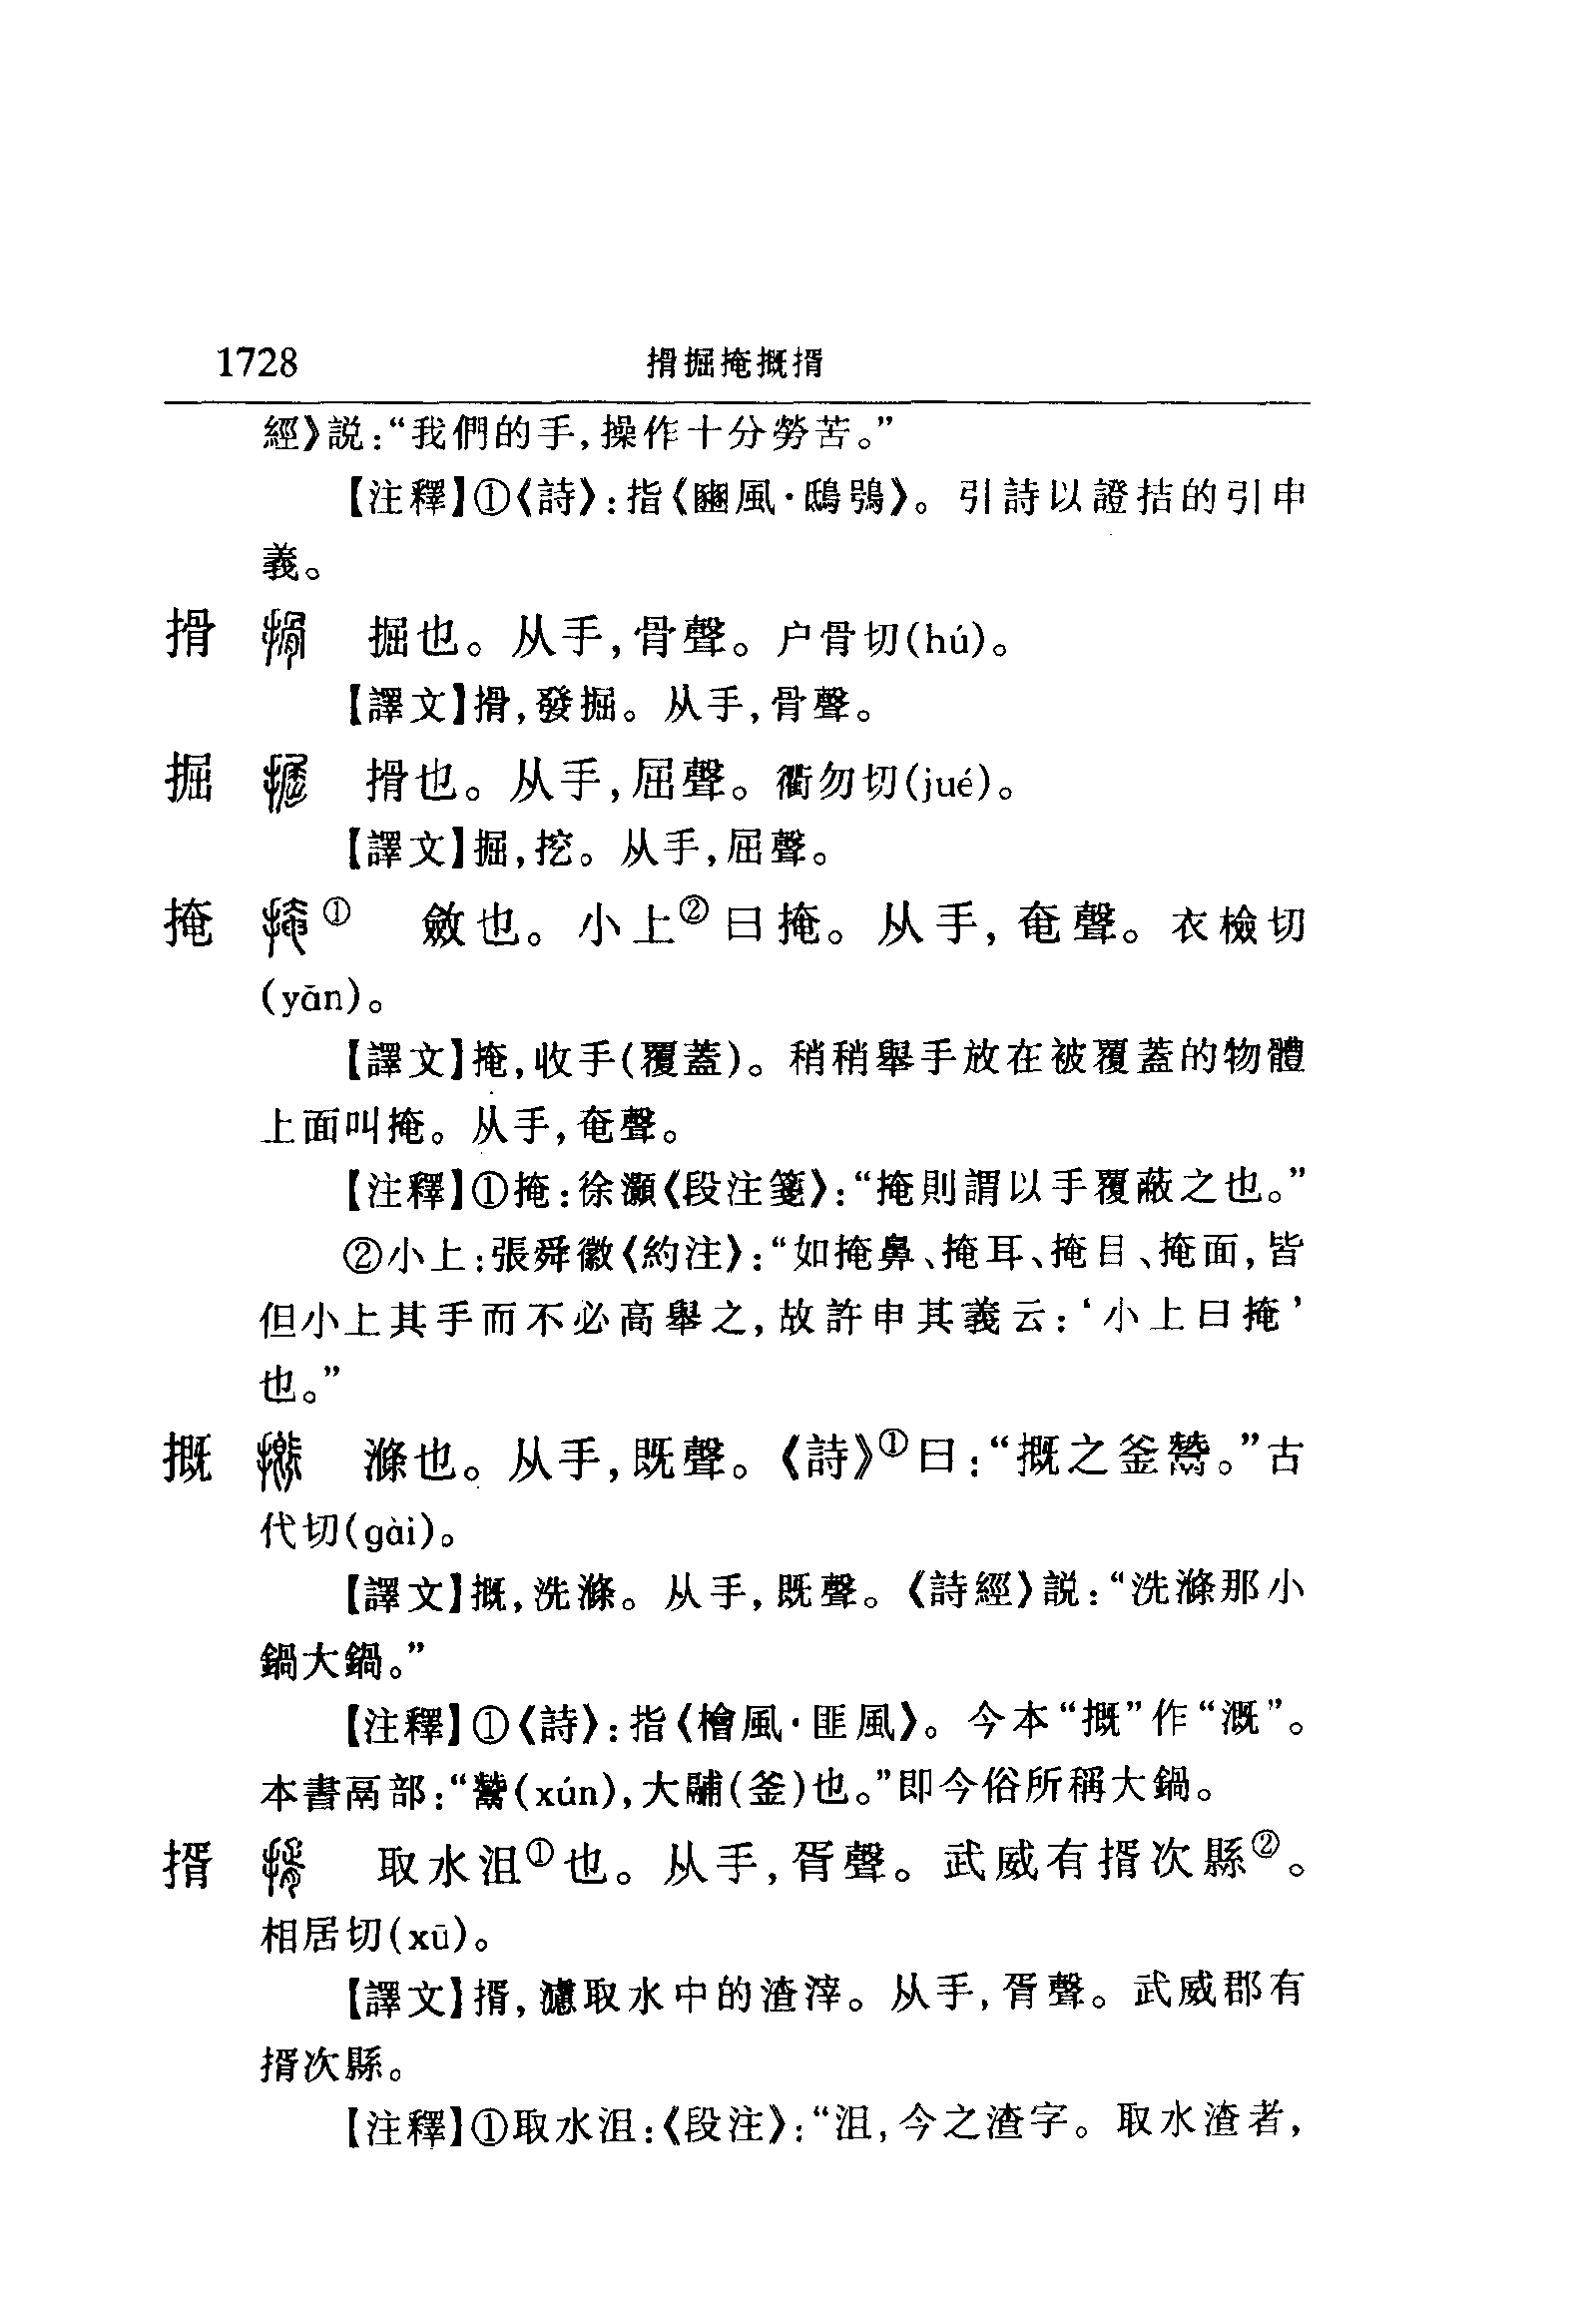 1728
搰掘掩摡揟
經》説:“我們的手,操作十分勞苦。”
【注釋】①《詩》:指《豳風·鴟鴞》。引詩以證拮的引申
義。
搰 掘也。从手,骨聲。户骨切(hú)。
【譯文】搰,發掘。从手,骨聲。
掘 搰也。从手,屈聲。衢勿切(jué)。
【譯文】掘,挖。从手,屈聲。
掩 ① 斂也。小上②曰掩。从手,奄聲。衣檢切
(yǎn)。
【譯文】掩,收手(覆蓋)。稍稍舉手放在被覆蓋的物體
上面叫掩。从手,奄聲。
【注釋】①掩:徐灝《段注箋》:“掩則謂以手覆蔽之也。”
②小上:張舜徽《約注》:“如掩鼻、掩耳、掩目、掩面,皆
但小上其手而不必高舉之,故許申其義云:‘小上曰掩’
也。”
摡 滌也。从手,既聲。《詩》①曰:“摡之釜鬵。”古
代切(gài)。
【譯文】摡,洗滌。从手,既聲。《詩經》説:“洗滌那小
鍋大鍋。”
【注釋】①《詩》:指《檜風·匪風》。今本“摡”作“溉”。
本書鬲部:“鬵(xún),大鬴(釜)也。”即今俗所稱大鍋。
揟 取水沮①也。从手,胥聲。武威有揟次縣②。
相居切(xū)。
【譯文】揟,濾取水中的渣滓。从手,胥聲。武威郡有
揟次縣。
【注釋】①取水沮:《段注》:“沮,今之渣字。取水渣者,